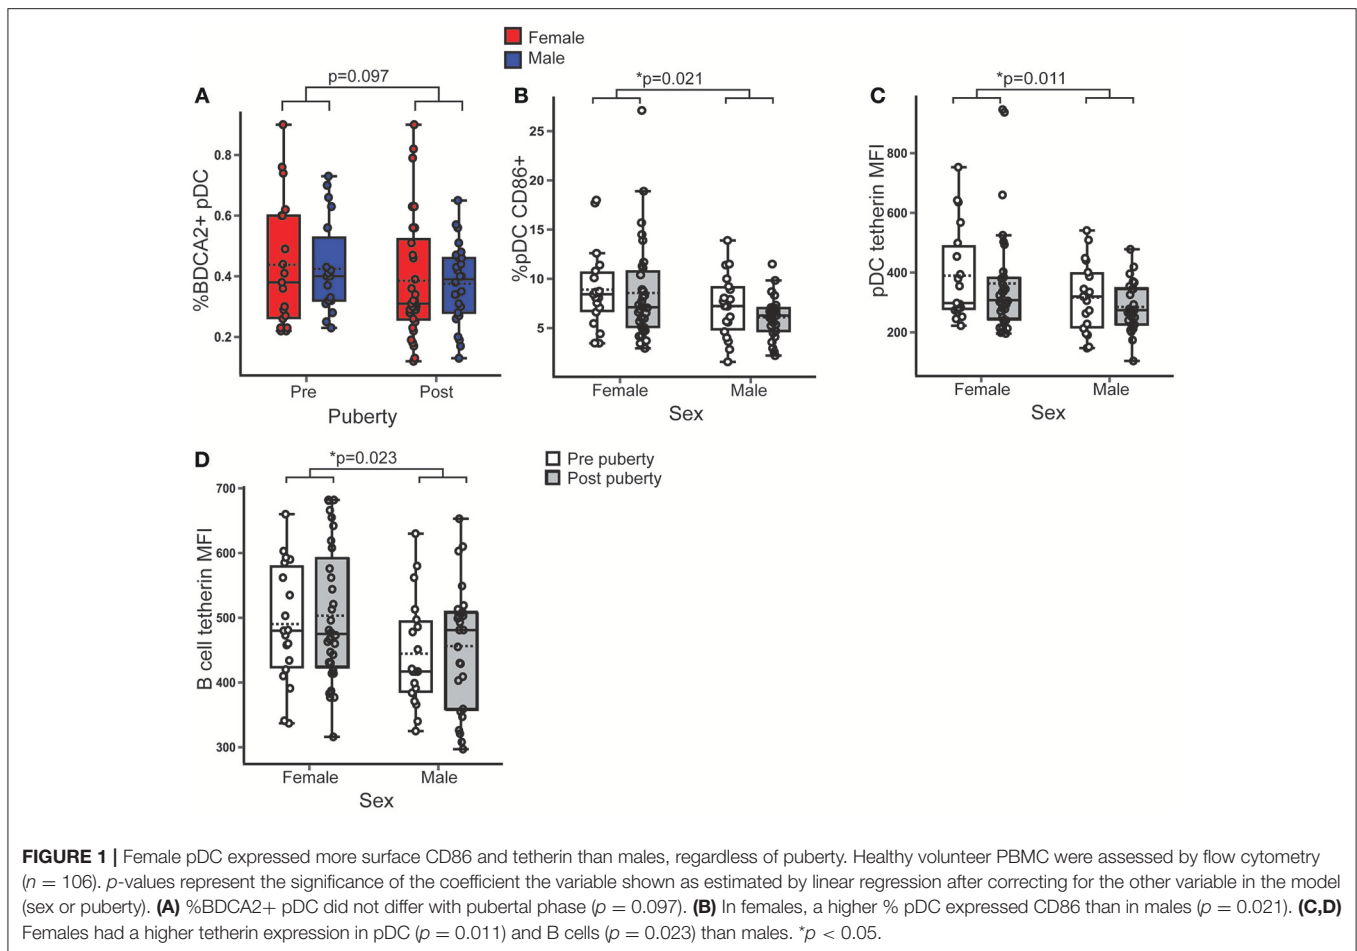 Female
Male
A
p=0.097
%BDCA2+ pDC
0.8
0.6
0.4
0.2
Pre
Post
Puberty
B
*p=0.021
%pDC CD86+
25
20
15
10
5
Female
Male
Sex
C
*p=0.011
pDC tetherin MFI
800
600
400
200
Female
Male
Sex
D
*p=0.023
B cell tetherin MFI
700
600
500
400
300
Female
Male
Sex
Pre puberty
Post puberty
FIGURE 1 | Female pDC expressed more surface CD86 and tetherin than males, regardless of puberty. Healthy volunteer PBMC were assessed by flow cytometry
(n = 106). p-values represent the significance of the coefficient the variable shown as estimated by linear regression after correcting for the other variable in the model
(sex or puberty). (A) %BDCA2+ pDC did not differ with pubertal phase (p = 0.097). (B) In females, a higher % pDC expressed CD86 than in males (p = 0.021). (C,D)
Females had a higher tetherin expression in pDC (p = 0.011) and B cells (p = 0.023) than males. *p < 0.05.